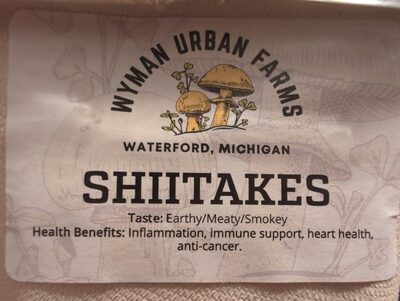 WYMAN URBAN FARMS
WATERFORD, MICHIGAN
SHIITAKES
Taste: Earthy/Meaty/Smokey
Health Benefits: Inflammation, immune support, heart health,
anti-cancer.